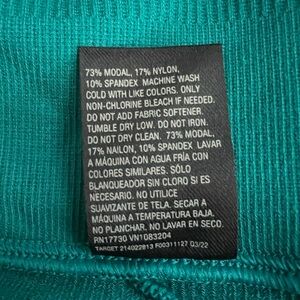 73% MODAL, 17% NYLON,
10% SPANDEX MACHINE WASH
COLD WITH LIKE COLORS. ONLY
NON-CHLORINE BLEACH IF NEEDED.
DO NOT ADD FABRIC SOFTENER.
TUMBLE DRY LOW. DO NOT IRON.
DO NOT DRY CLEAN. 73% MODAL,
17% NAILON, 10% SPANDEX LAVAR
A MÁQUINA CON AGUA FRÍA CON
COLORES SIMILARES. SÓLO
BLANQUEADOR SIN CLORO SI ES
NECESARIO. NO UTILICE
SUAVIZANTE DE TELA. SECAR A
MÁQUINA A TEMPERATURA BAJA.
NO PLANCHAR. NO LAVAR EN SECO.
RN17730 VN1083204
TARGET 214022813 F00311127 03/22